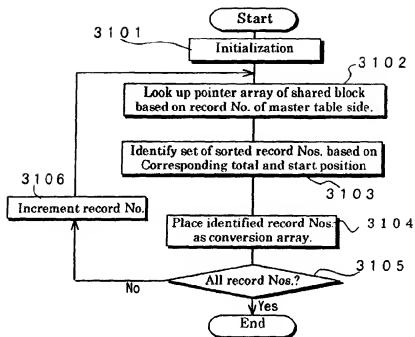 Start
3101
Initialization
3102
Look up pointer array of shared block
based on record No. of master table side.
Identify set of sorted record Nos. based on
Corresponding total and start position
3103
3106
Increment record No.
Place identified record Nos.
as conversion array.
3104
3105
All record Nos.?
No
Yes
End